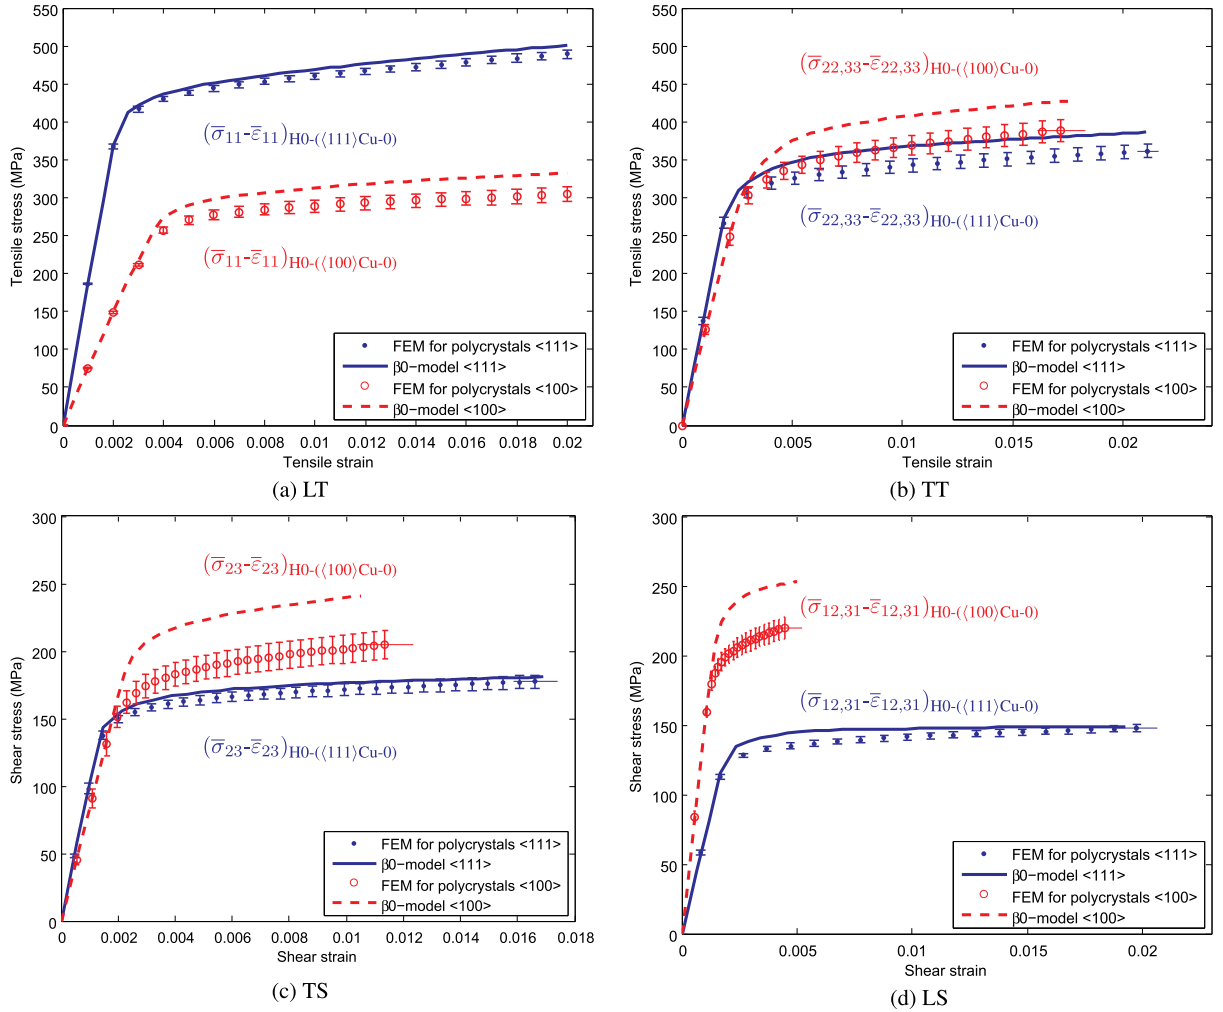 550
500
450
400
350
300
250
200
150
100
50
0
Tensile stress (MPa)
(σ̅11-ε̅11)H0-(⟨111⟩Cu-0)
(σ̅11-ε̅11)H0-(⟨100⟩Cu-0)
FEM for polycrystals <111>
β0−model <111>
FEM for polycrystals <100>
β0−model <100>
0 0.002 0.004 0.006 0.008 0.01 0.012 0.014 0.016 0.018 0.02
Tensile strain
(a) LT
550
500
450
400
350
300
250
200
150
100
50
0
Tensile stress (MPa)
(σ̅22,33-ε̅22,33)H0-(⟨100⟩Cu-0)
(σ̅22,33-ε̅22,33)H0-(⟨111⟩Cu-0)
FEM for polycrystals <111>
β0−model <111>
FEM for polycrystals <100>
β0−model <100>
0 0.005 0.01 0.015 0.02
Tensile strain
(b) TT
300
250
200
150
100
50
0
Shear stress (MPa)
(σ̅23-ε̅23)H0-(⟨100⟩Cu-0)
(σ̅23-ε̅23)H0-(⟨111⟩Cu-0)
FEM for polycrystals <111>
β0−model <111>
FEM for polycrystals <100>
β0−model <100>
0 0.002 0.004 0.006 0.008 0.01 0.012 0.014 0.016 0.018
Shear strain
(c) TS
300
250
200
150
100
50
0
Shear stress (MPa)
(σ̅12,31-ε̅12,31)H0-(⟨100⟩Cu-0)
(σ̅12,31-ε̅12,31)H0-(⟨111⟩Cu-0)
FEM for polycrystals <111>
β0−model <111>
FEM for polycrystals <100>
β0−model <100>
0 0.005 0.01 0.015 0.02
Shear strain
(d) LS